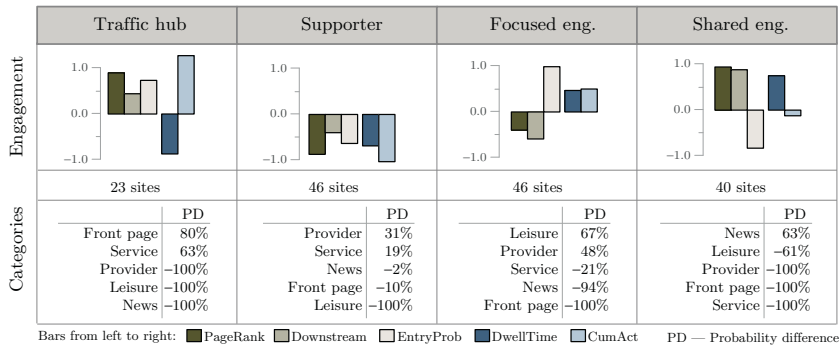 Traffic hub Supporter Focused eng. Shared eng.
Engagement
1.0 0.0 −1.0
1.0 0.0 −1.0
1.0 0.0 −1.0
1.0 0.0 −1.0
23 sites 46 sites 46 sites 40 sites
Categories
PD
Front page 80%
Service 63%
Provider −100%
Leisure −100%
News −100%
PD
Provider 31%
Service 19%
News −2%
Front page −10%
Leisure −100%
PD
Leisure 67%
Provider 48%
Service −21%
News −94%
Front page −100%
PD
News 63%
Leisure −61%
Provider −100%
Front page −100%
Service −100%
Bars from left to right: PageRank Downstream EntryProb DwellTime CumAct PD — Probability difference